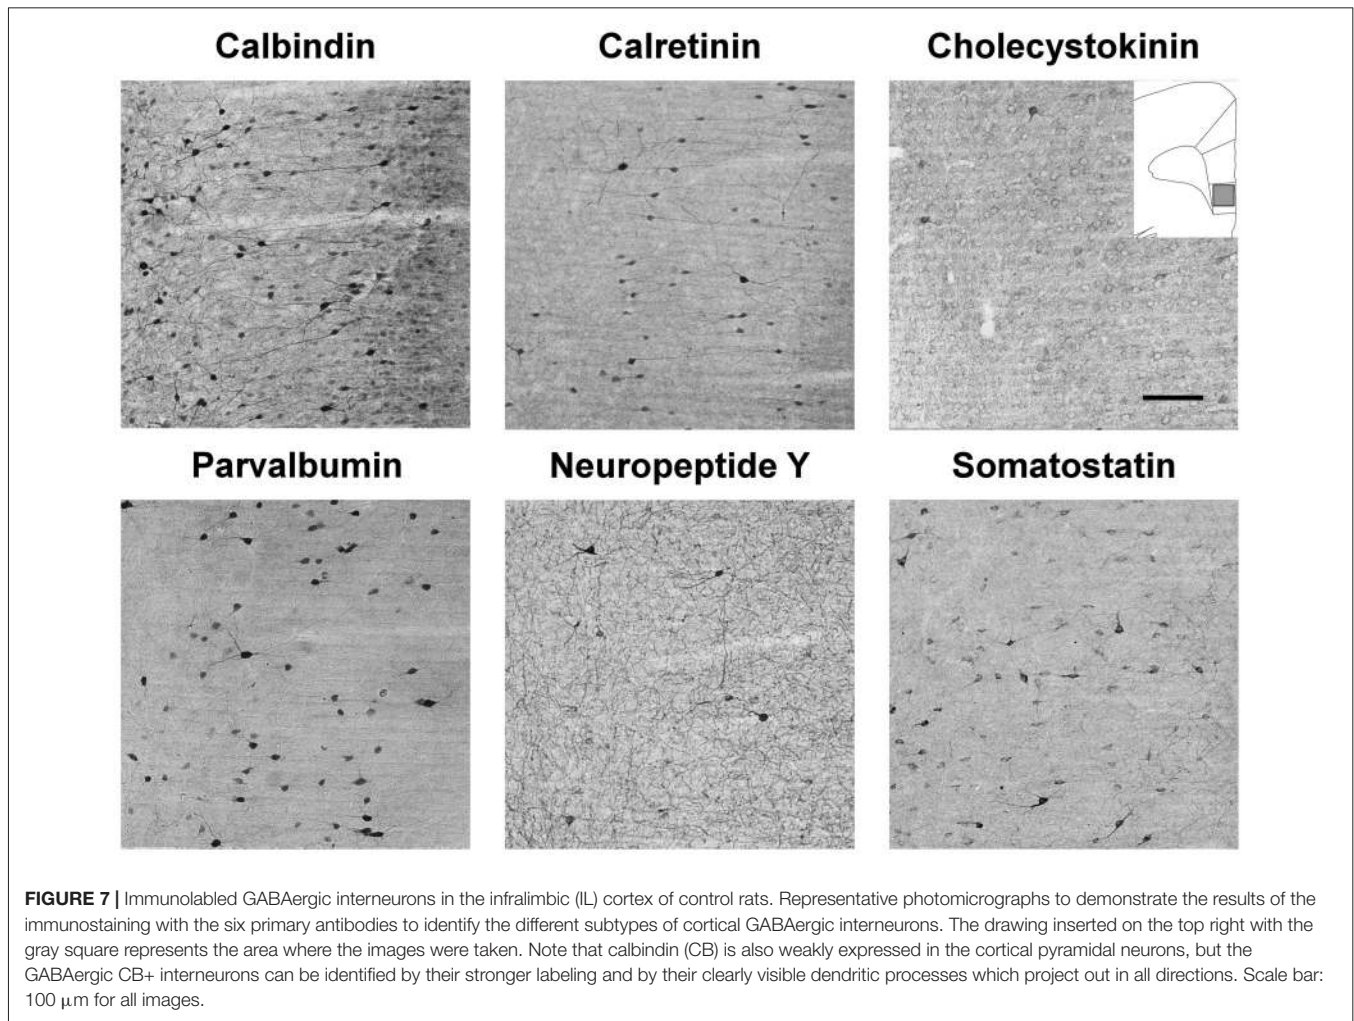 Calbindin
Calretinin
Cholecystokinin
Parvalbumin
Neuropeptide Y
Somatostatin
FIGURE 7 | Immunolabled GABAergic interneurons in the infralimbic (IL) cortex of control rats. Representative photomicrographs to demonstrate the results of the
immunostaining with the six primary antibodies to identify the different subtypes of cortical GABAergic interneurons. The drawing inserted on the top right with the
gray square represents the area where the images were taken. Note that calbindin (CB) is also weakly expressed in the cortical pyramidal neurons, but the
GABAergic CB+ interneurons can be identified by their stronger labeling and by their clearly visible dendritic processes which project out in all directions. Scale bar:
100 μm for all images.